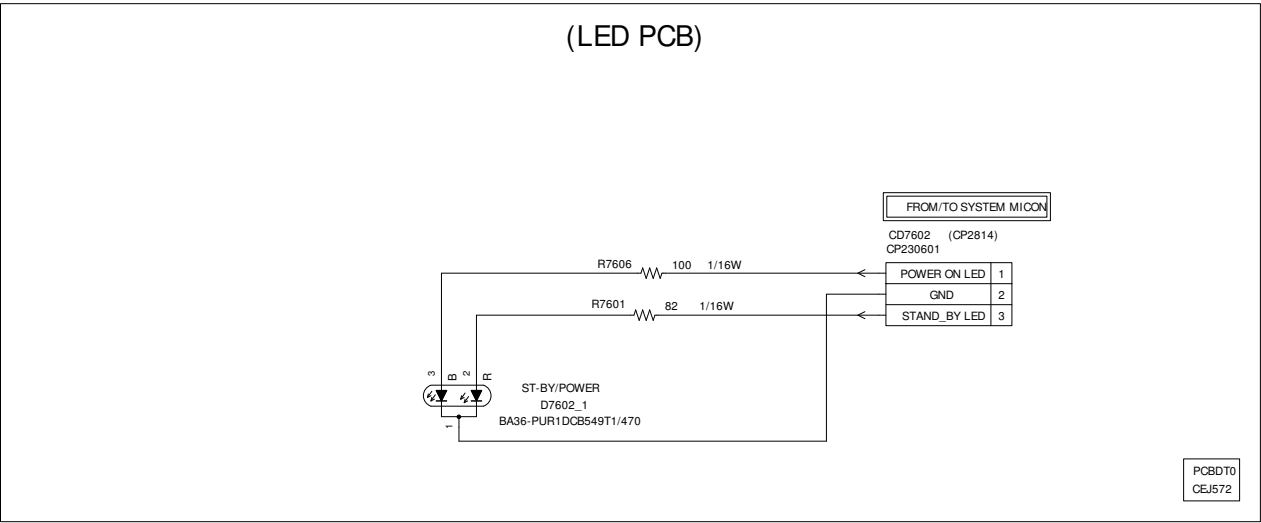 (LED PCB)
FROM/TO SYSTEM MICON
CD7602 (CP2814)
CP230601
R7606 100 1/16W
POWER ON LED 1
GND 2
R7601 82 1/16W
STAND_BY LED 3
3 B 2 R
ST-BY/POWER
D7602_1
BA36-PUR1DCB549T1/470
1
PCBDT0
CEJ572